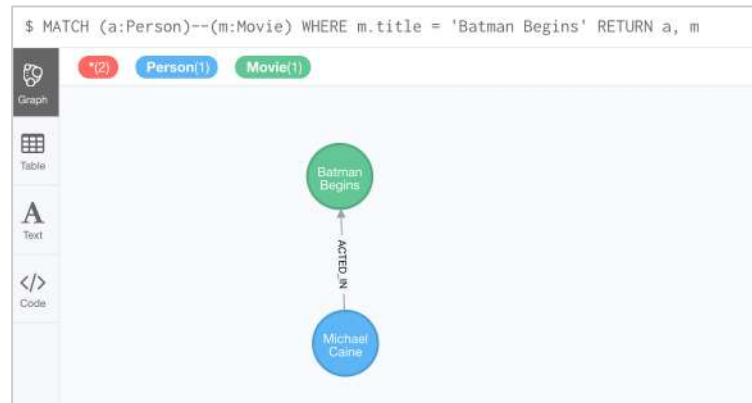 $ MATCH (a:Person)--(m:Movie) WHERE m.title = 'Batman Begins' RETURN a, m
*(2) Person(1) Movie(1)
Graph
Table
A
Text
</>
Code
Batman
Begins
ACTED_IN
Michael
Caine